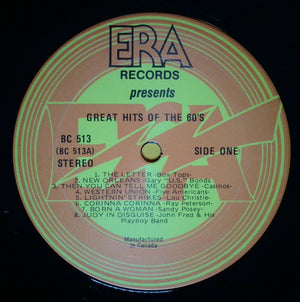 ERA
RECORDS
presents
GREAT HITS OF THE 60'S
BC 513
(BC 513A)
STEREO
SIDE ONE
1. THE LETTER-Box Tops-
2. NEW ORLEANS-Gary "U.S." Bonds
3. THEN YOU CAN TELL ME GOODBYE-Casinos-
4. WESTERN UNION-Five Americans-
5. LIGHTNIN' STRIKES-Lou Christie-
6. CORINNA CORINNA-Ray Peterson-
7. BORN A WOMAN-Sandy Posey-
8. JUDY IN DISGUISE-John Fred & His
Playboy Band
Manufactured
in Canada